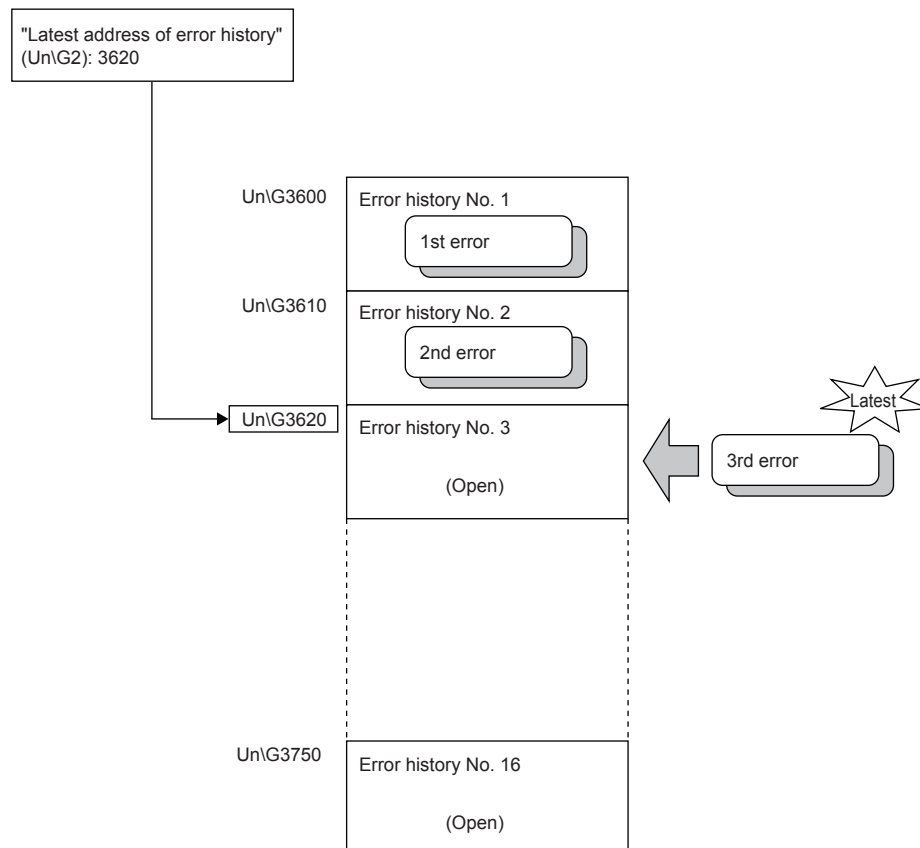 "Latest address of error history"
(Un\G2): 3620
Un\G3600
Error history No. 1
1st error
Un\G3610
Error history No. 2
2nd error
Un\G3620
Error history No. 3
(Open)
Latest
3rd error
Un\G3750
Error history No. 16
(Open)